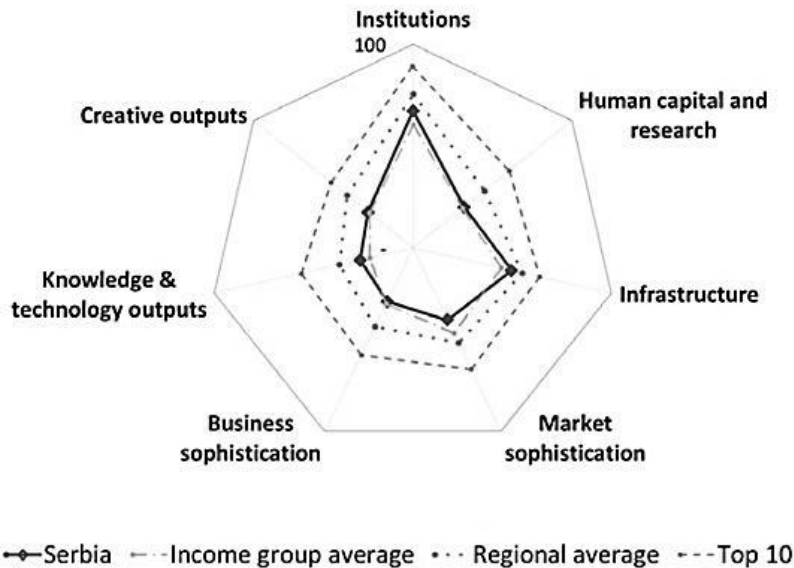 Institutions
100
Creative outputs
Human capital and
research
-
Knowledge &
technology outputs
Infrastructure
Business
sophistication
Market
sophistication
Serbia Income group average Regional average Top 10